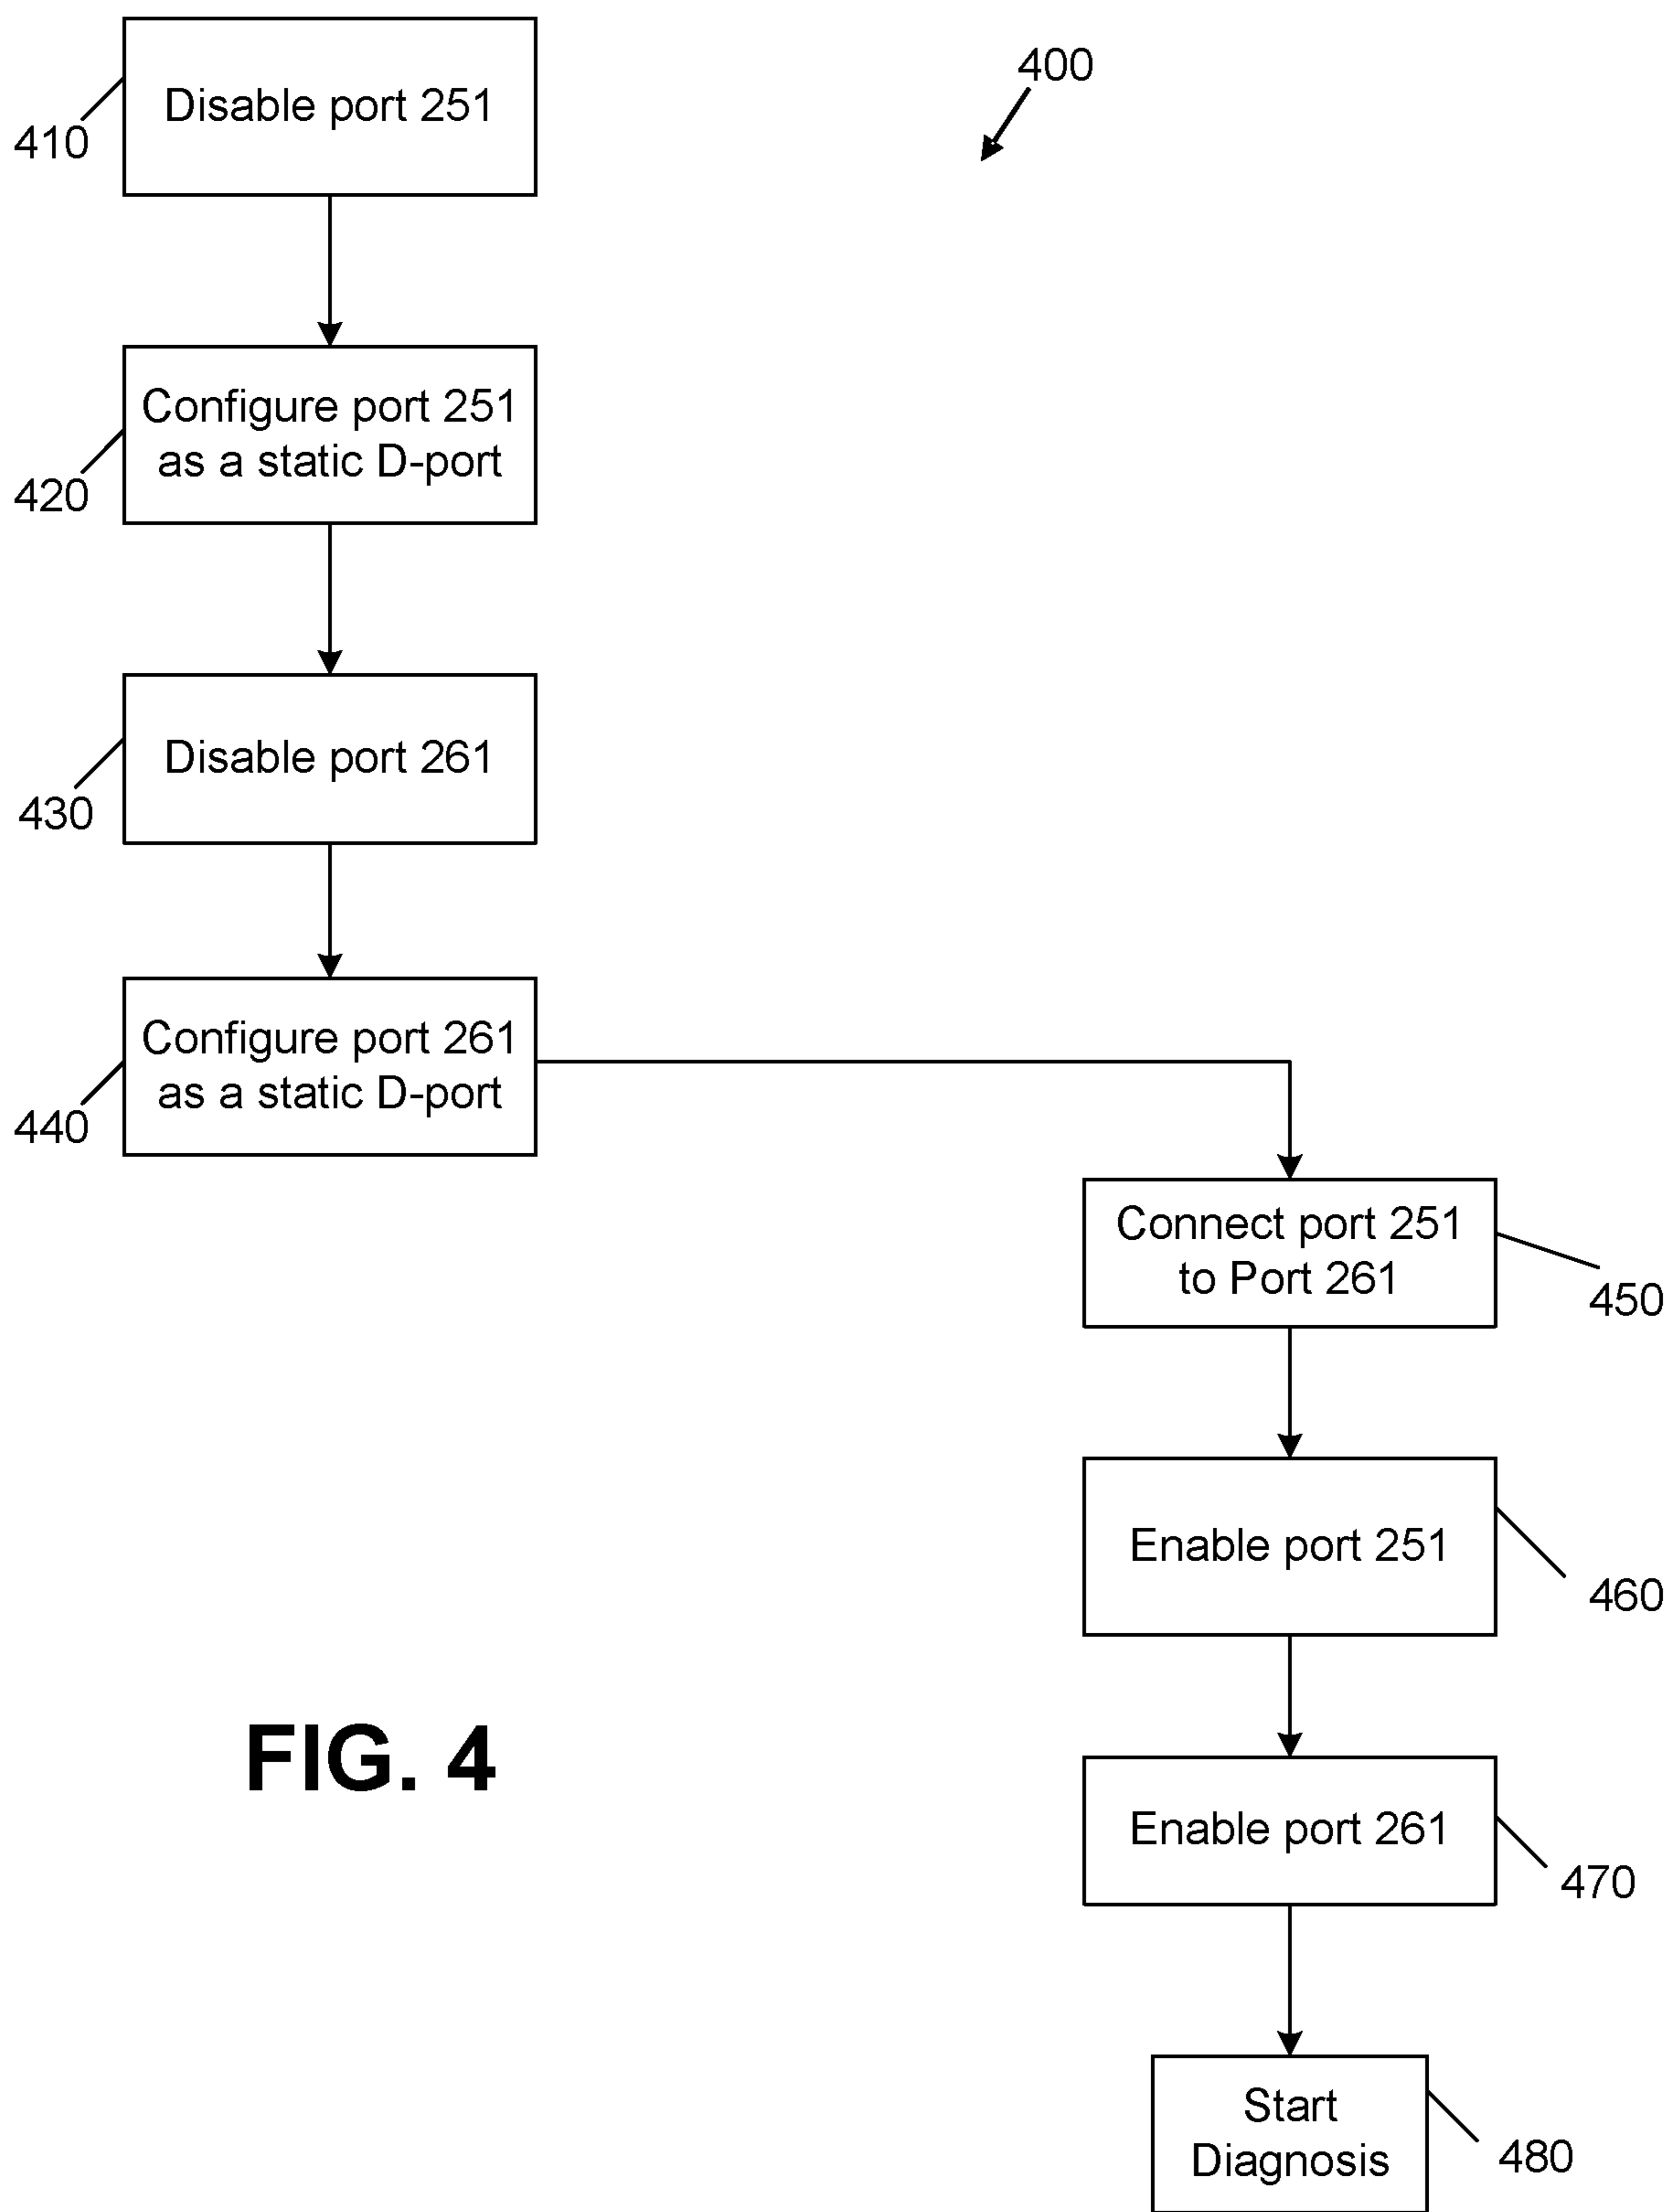 400
Disable port 251
410
Configure port 251
as a static D-port
420
Disable port 261
430
Configure port 261
as a static D-port
440
Connect port 251
to Port 261
450
Enable port 251
460
Enable port 261
470
Start
Diagnosis
480
FIG. 4